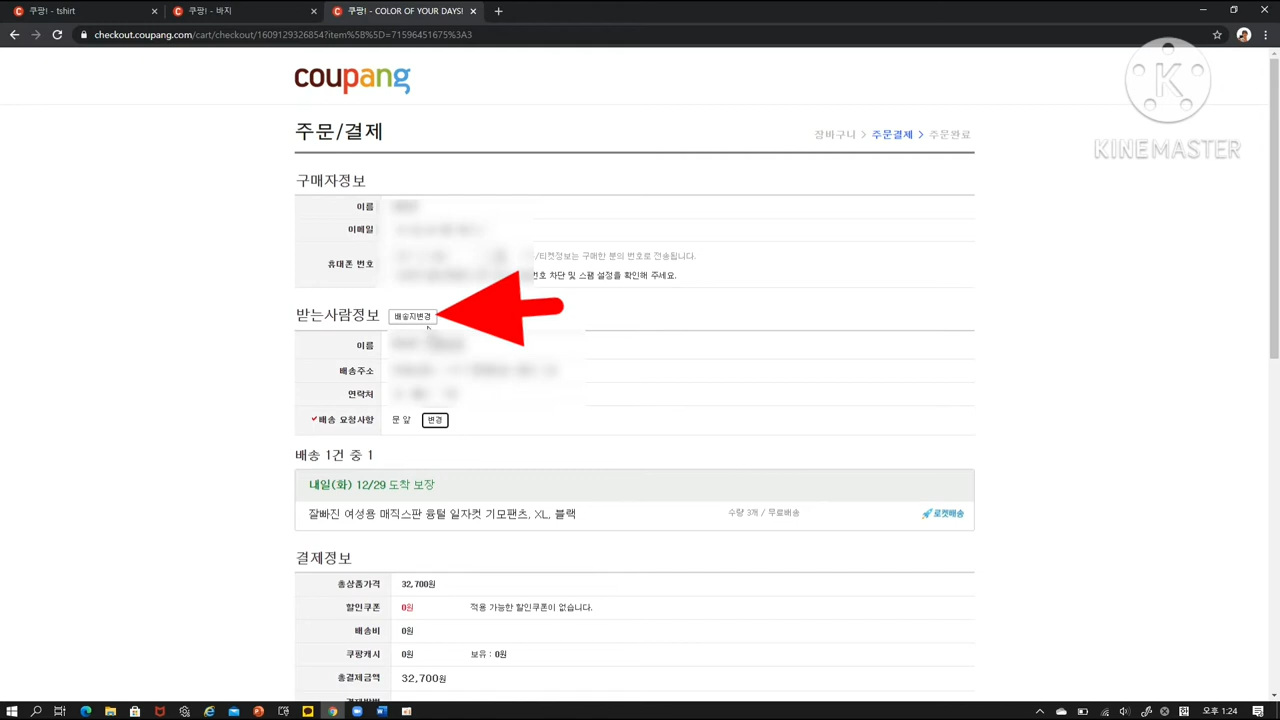 쿠팡! - tshirt
쿠팡! - 바지
쿠팡! - GOLDBOX (1 DAY SALE!
checkout.coupang.com/cart/checkout/1609129326854?item%5B%5D=71596451675%3A3
coupang
K
KINEMASTER
주문/결제
장바구니 > 주문결제 > 주문완료
구매자정보
이름
이메일
휴대폰 번호
/티켓정보는 구매한 분의 번호로 전송됩니다.
번호 차단 및 스팸 설정을 확인해 주세요.
받는사람정보 배송지변경
이름
배송주소
연락처
배송 요청사항 문 앞 변경
배송 1건 중 1
내일(화) 12/29 도착 보장
잘빠진 여성용 매직스판 융털 일자컷 기모팬츠, XL, 블랙 수량 3개 / 무료배송 로켓배송
결제정보
총상품가격 32,700원
할인쿠폰 0원 적용 가능한 할인쿠폰이 없습니다.
배송비 0원
쿠팡캐시 0원 보유 : 0원
총결제금액 32,700원
결제방법
오후 1:24